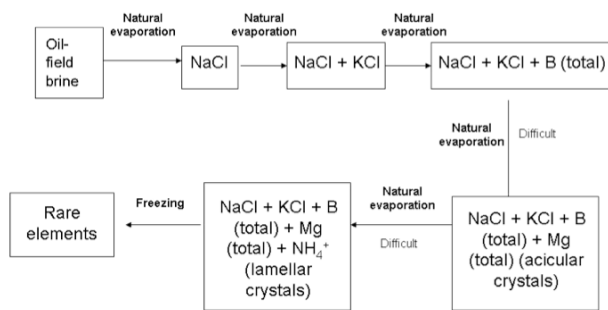 Natural
evaporation
Natural
evaporation
Natural
evaporation
Oil-
field
brine
NaCl
NaCl + KCl
NaCl + KCl + B (total)
Natural
evaporation
Difficult
NaCl + KCl + B
(total) + Mg
(total) (acicular
crystals)
Natural
evaporation
Difficult
NaCl + KCl + B
(total) + Mg
(total) + NH₄⁺
(lamellar
crystals)
Freezing
Rare
elements